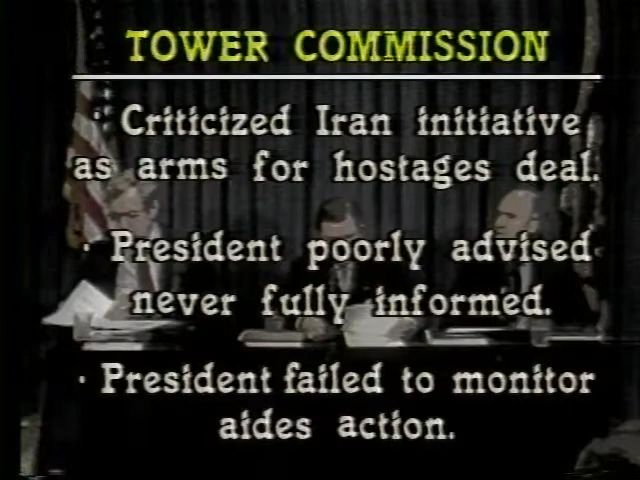 TOWER COMMISSION
· Criticized Iran initiative
as arms for hostages deal.
· President poorly advised
never fully informed.
· President failed to monitor
aides action.